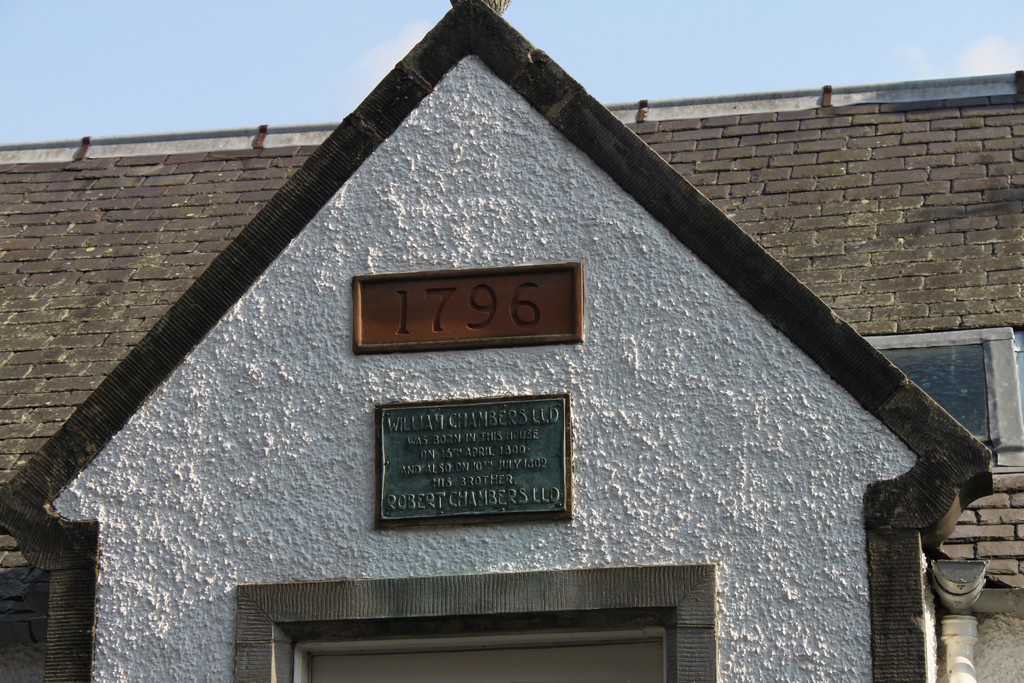 1796
WILLIAM CHAMBERS LLD
WAS BORN IN THIS HOUSE
ON 16TH APRIL 1800.
AND ALSO ON 10TH JULY 1802
HIS BROTHER,
ROBERT CHAMBERS LLD.